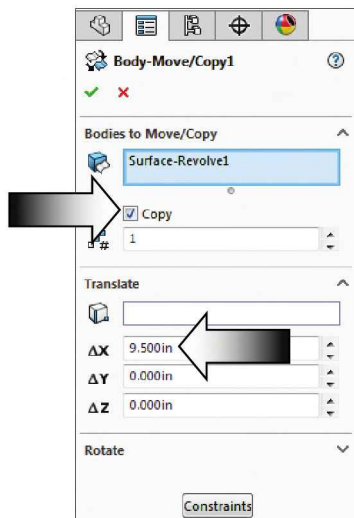 Body-Move/Copy1
?
Bodies to Move/Copy
Surface-Revolve1
Copy
#
1
Translate
ΔX 9.500in
ΔY 0.000in
ΔZ 0.000in
Rotate
Constraints